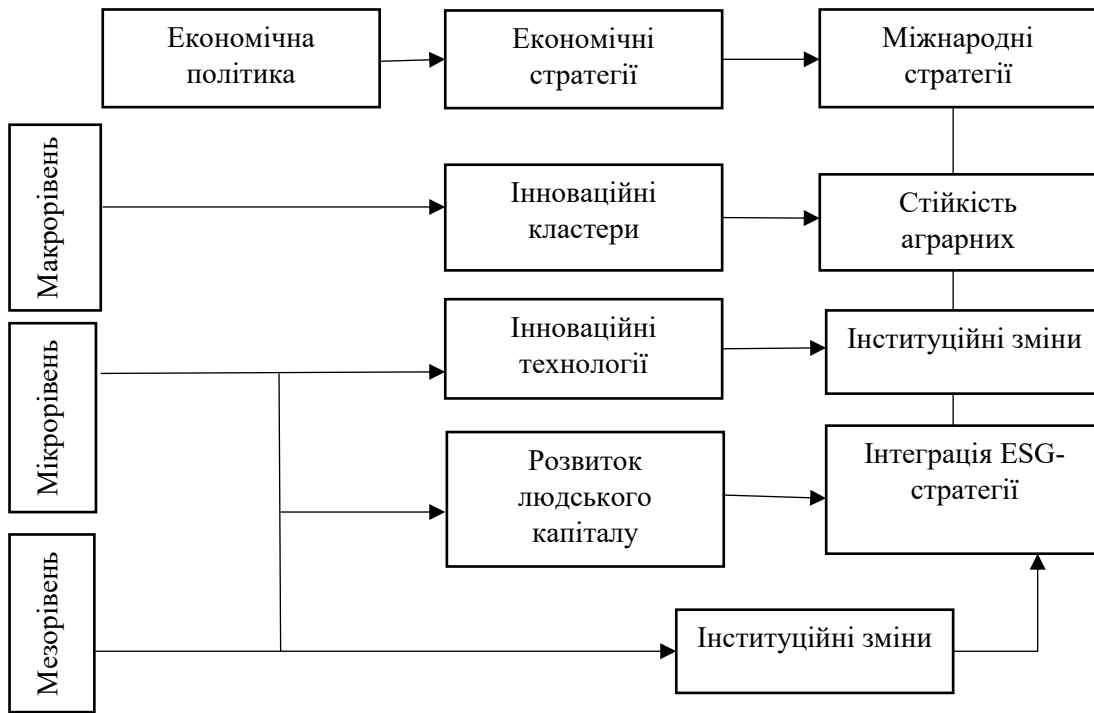 Економічна
політика
Економічні
стратегії
Міжнародні
стратегії
Макрорівень
Інноваційні
кластери
Стійкість
аграрних
Мікрорівень
Інноваційні
технології
Інституційні зміни
Розвиток
людського
капіталу
Інтеграція ESG-
стратегії
Мезорівень
Інституційні зміни